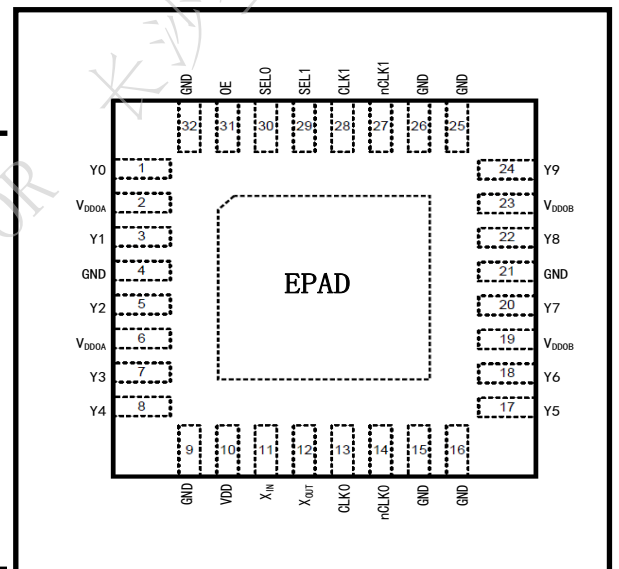 长沙
OR
GND OE SEL0 SEL1 CLK1 nCLK1 GND GND
32 31 30 29 28 27 26 25
Y0 1 24 Y9
VDDOA 2 23 VDDOB
Y1 3 22 Y8
GND 4 21 GND
EPAD
Y2 5 20 Y7
VDDOA 6 19 VDDOB
Y3 7 18 Y6
Y4 8 17 Y5
9 10 11 12 13 14 15 16
GND VDD XIN XOUT CLK0 nCLK0 GND GND